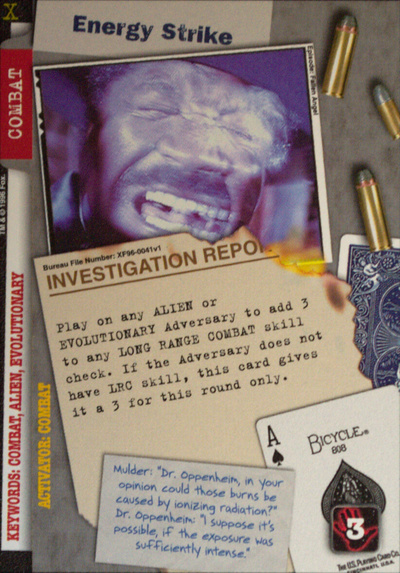 X
Energy Strike
COMBAT
Episode: Fallen Angel
TM & © 1996 Fox.
Bureau File Number: XF96-0041v1
INVESTIGATION REPO
Play on any ALIEN or
EVOLUTIONARY Adversary to add 3
to any LONG RANGE COMBAT skill
check. If the Adversary does not
have LRC skill, this card gives
it a 3 for this round only.
KEYWORDS: COMBAT, ALIEN, EVOLUTIONARY
ACTIVATOR: COMBAT
Mulder: "Dr. Oppenheim, in your
opinion could those burns be
caused by ionizing radiation?"
Dr. Oppenheim: "I suppose it's
possible, if the exposure was
sufficiently intense."
A
BICYCLE®
808
3
THE U.S. PLAYING CARD CO.
CINCINNATI, U.S.A.